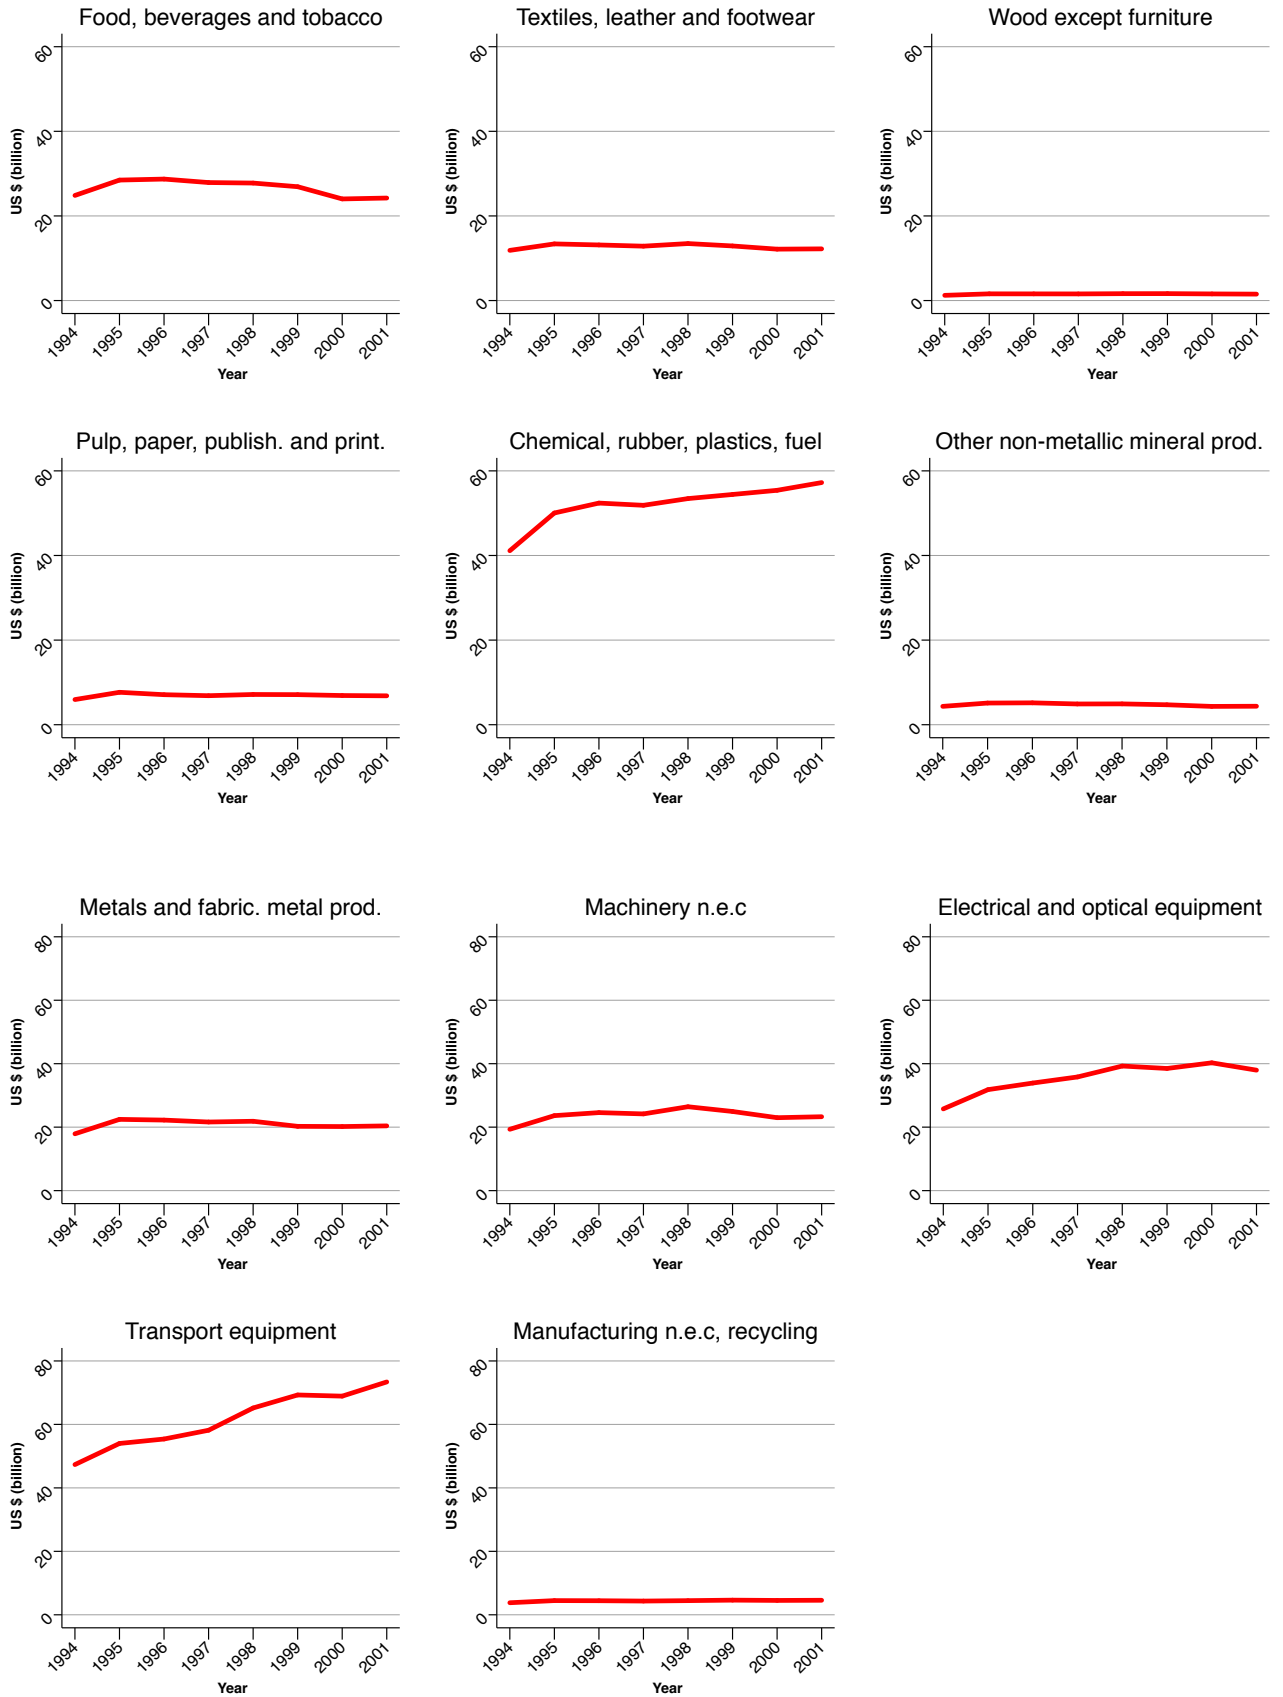 Food, beverages and tobacco
US $ (billion)
60
40
20
0
1994 1995 1996 1997 1998 1999 2000 2001
Year
Textiles, leather and footwear
US $ (billion)
60
40
20
0
1994 1995 1996 1997 1998 1999 2000 2001
Year
Wood except furniture
US $ (billion)
60
40
20
0
1994 1995 1996 1997 1998 1999 2000 2001
Year
Pulp, paper, publish. and print.
US $ (billion)
60
40
20
0
1994 1995 1996 1997 1998 1999 2000 2001
Year
Chemical, rubber, plastics, fuel
US $ (billion)
60
40
20
0
1994 1995 1996 1997 1998 1999 2000 2001
Year
Other non-metallic mineral prod.
US $ (billion)
60
40
20
0
1994 1995 1996 1997 1998 1999 2000 2001
Year
Metals and fabric. metal prod.
US $ (billion)
80
60
40
20
0
1994 1995 1996 1997 1998 1999 2000 2001
Year
Machinery n.e.c
US $ (billion)
80
60
40
20
0
1994 1995 1996 1997 1998 1999 2000 2001
Year
Electrical and optical equipment
US $ (billion)
80
60
40
20
0
1994 1995 1996 1997 1998 1999 2000 2001
Year
Transport equipment
US $ (billion)
80
60
40
20
0
1994 1995 1996 1997 1998 1999 2000 2001
Year
Manufacturing n.e.c, recycling
US $ (billion)
80
60
40
20
0
1994 1995 1996 1997 1998 1999 2000 2001
Year